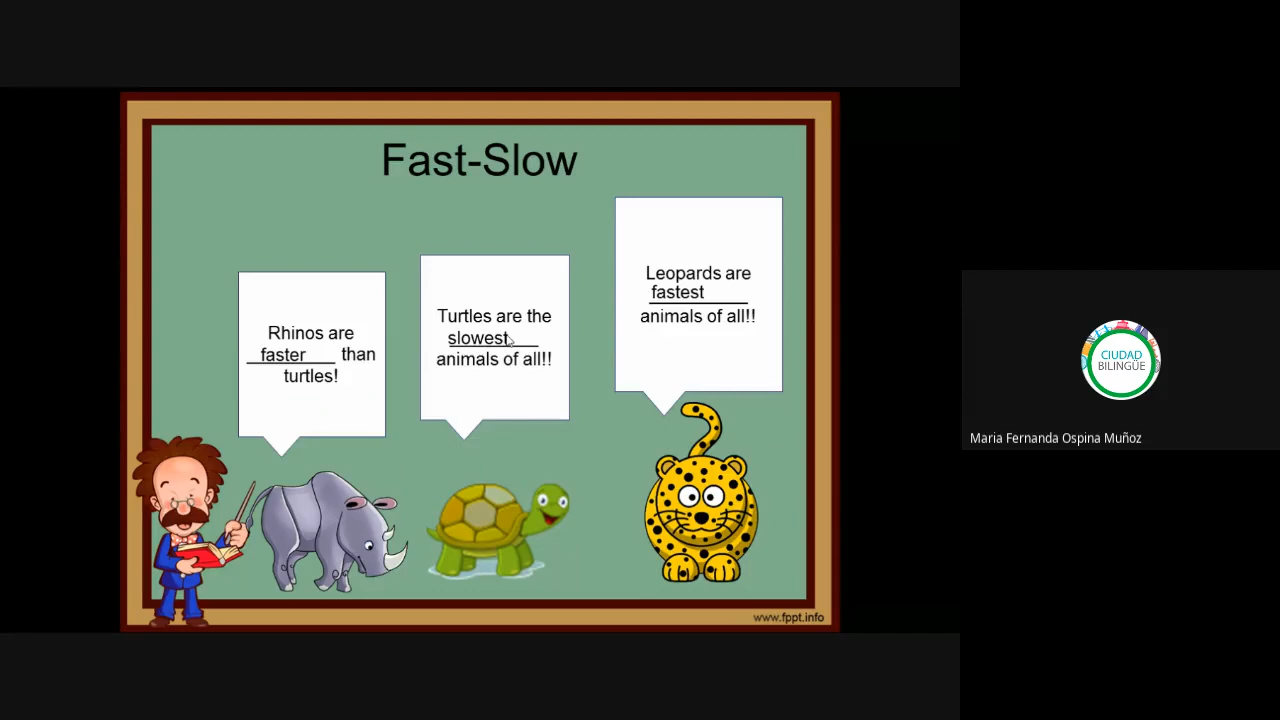 Fast-Slow
Rhinos are
faster than
turtles!
Turtles are the
slowest
animals of all!!
Leopards are
fastest
animals of all!!
www.fppt.info
CIUDAD
BILINGÜE
Maria Fernanda Ospina Muñoz